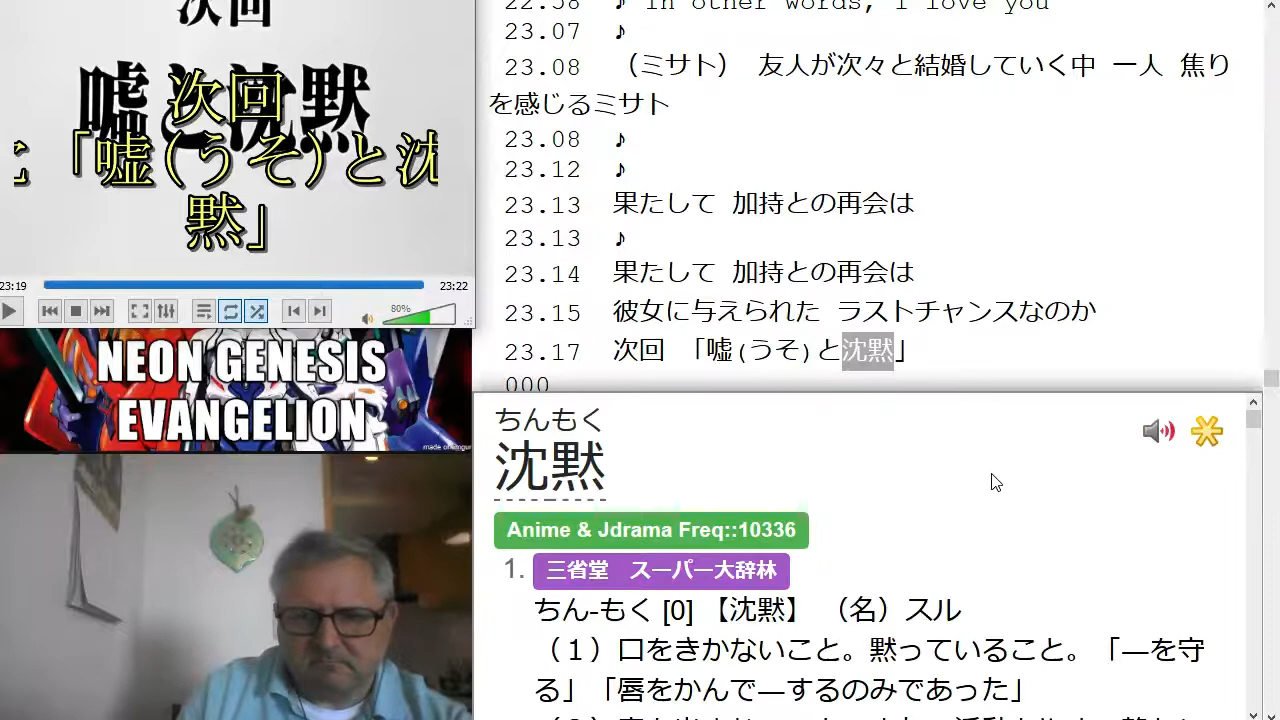 次回
嘘と沈黙
次回
「嘘(うそ)と沈
黙」
23:19
23:22
80%
NEON GENESIS
EVANGELION
22.58 ♪ In other words, I love you
23.07 ♪
23.08 （ミサト） 友人が次々と結婚していく中 一人 焦り
を感じるミサト
23.08 ♪
23.12 ♪
23.13 果たして 加持との再会は
23.13 ♪
23.14 果たして 加持との再会は
23.15 彼女に与えられた ラストチャンスなのか
23.17 次回 「嘘(うそ)と沈黙」
000
ちんもく
沈黙
Anime & Jdrama Freq::10336
1. 三省堂 スーパー大辞林
ちん-もく [0] 【沈黙】 （名）スル
（１）口をきかないこと。黙っていること。「―を守
る」「唇をかんで―するのみであった」